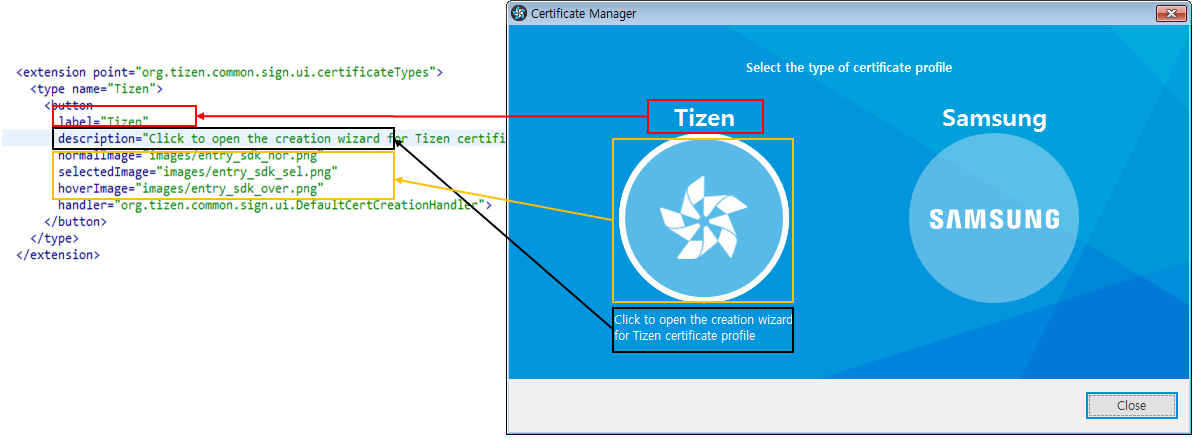 Certificate Manager
<extension point="org.tizen.common.sign.ui.certificateTypes">
<type name="Tizen">
<button
label="Tizen"
description="Click to open the creation wizard for Tizen certifi
normalImage="images/entry_sdk_nor.png"
selectedImage="images/entry_sdk_sel.png"
hoverImage="images/entry_sdk_over.png"
handler="org.tizen.common.sign.ui.DefaultCertCreationHandler">
</button>
</type>
</extension>
Select the type of certificate profile
Tizen
Samsung
SAMSUNG
Click to open the creation wizard
for Tizen certificate profile
Close